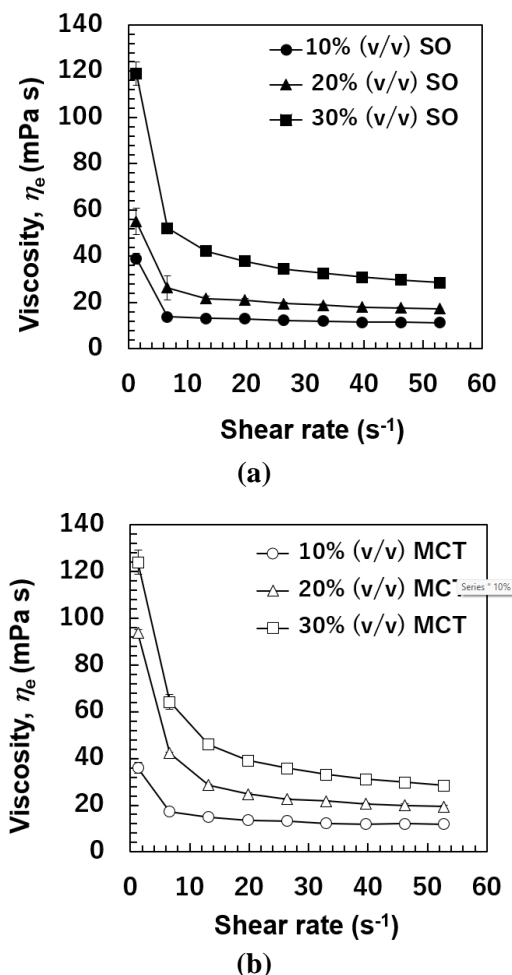 140
120
100
80
60
40
20
0
Viscosity, ηe (mPa s)
10% (v/v) SO
20% (v/v) SO
30% (v/v) SO
0 10 20 30 40 50 60
Shear rate (s-1)
(a)
140
120
100
80
60
40
20
0
Viscosity, ηe (mPa s)
10% (v/v) MCT
20% (v/v) MCT
Series " 10%
30% (v/v) MCT
0 10 20 30 40 50 60
Shear rate (s-1)
(b)